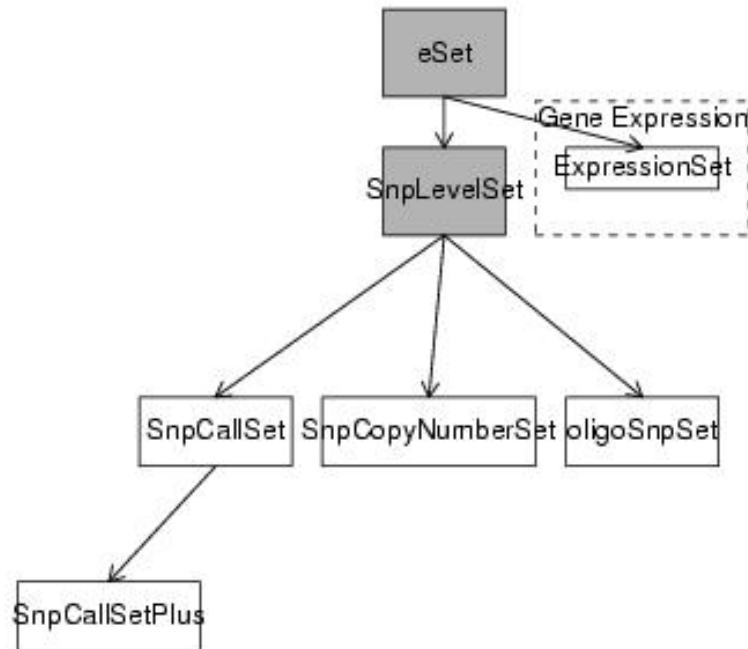 eSet
Gene Expression
ExpressionSet
SnpLevelSet
SnpCallSet
SnpCopyNumberSet
oligoSnpSet
SnpCallSetPlus